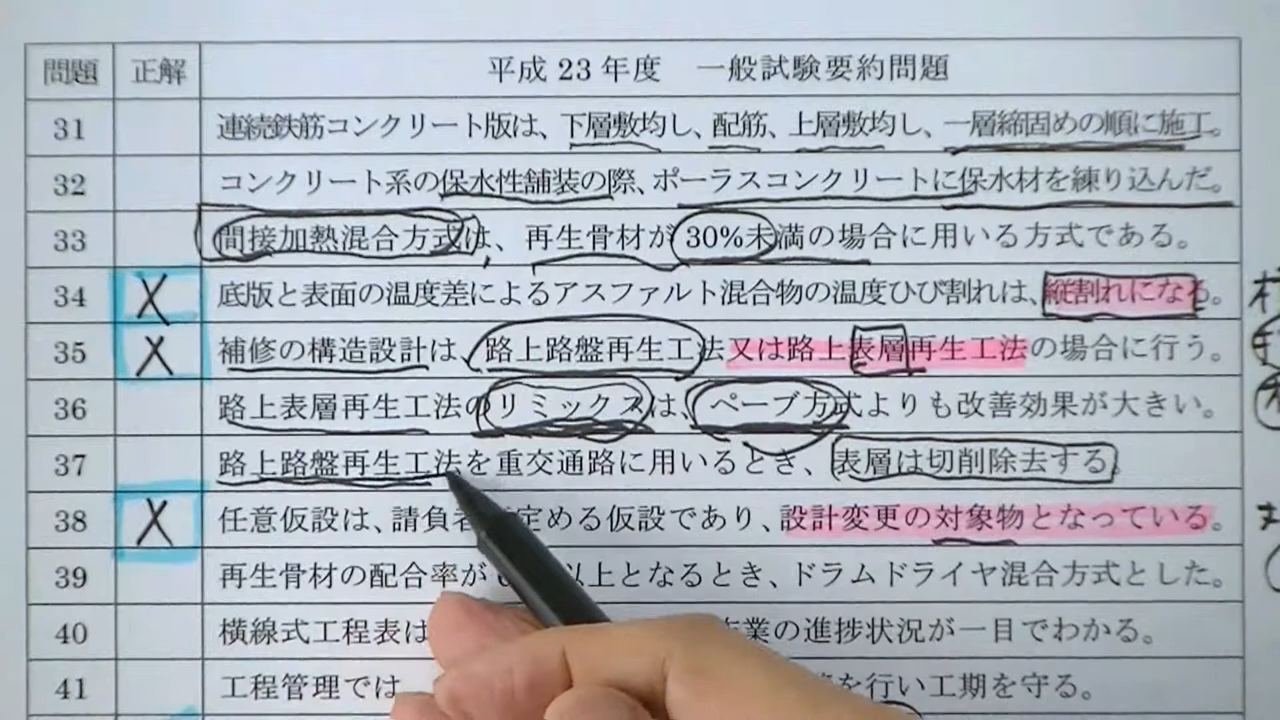 問題 正解 平成 23 年度 一般試験要約問題
31 連続鉄筋コンクリート版は、下層敷均し、配筋、上層敷均し、一層締固めの順に施工。
32 コンクリート系の保水性舗装の際、ポーラスコンクリートに保水材を練り込んだ。
33 間接加熱混合方式は、再生骨材が 30%未満の場合に用いる方式である。
34 X 底版と表面の温度差によるアスファルト混合物の温度ひび割れは、縦割れになる。
35 X 補修の構造設計は、路上路盤再生工法又は路上表層再生工法の場合に行う。
36 路上表層再生工法のリミックスは、ペーブ方式よりも改善効果が大きい。
37 路上路盤再生工法を重交通路に用いるとき、表層は切削除去する
38 X 任意仮設は、請負者 定める仮設であり、設計変更の対象物となっている。
39 再生骨材の配合率が 以上となるとき、ドラムドライヤ混合方式とした。
40 横線式工程表は 作業の進捗状況が一目でわかる。
41 工程管理では を行い工期を守る。